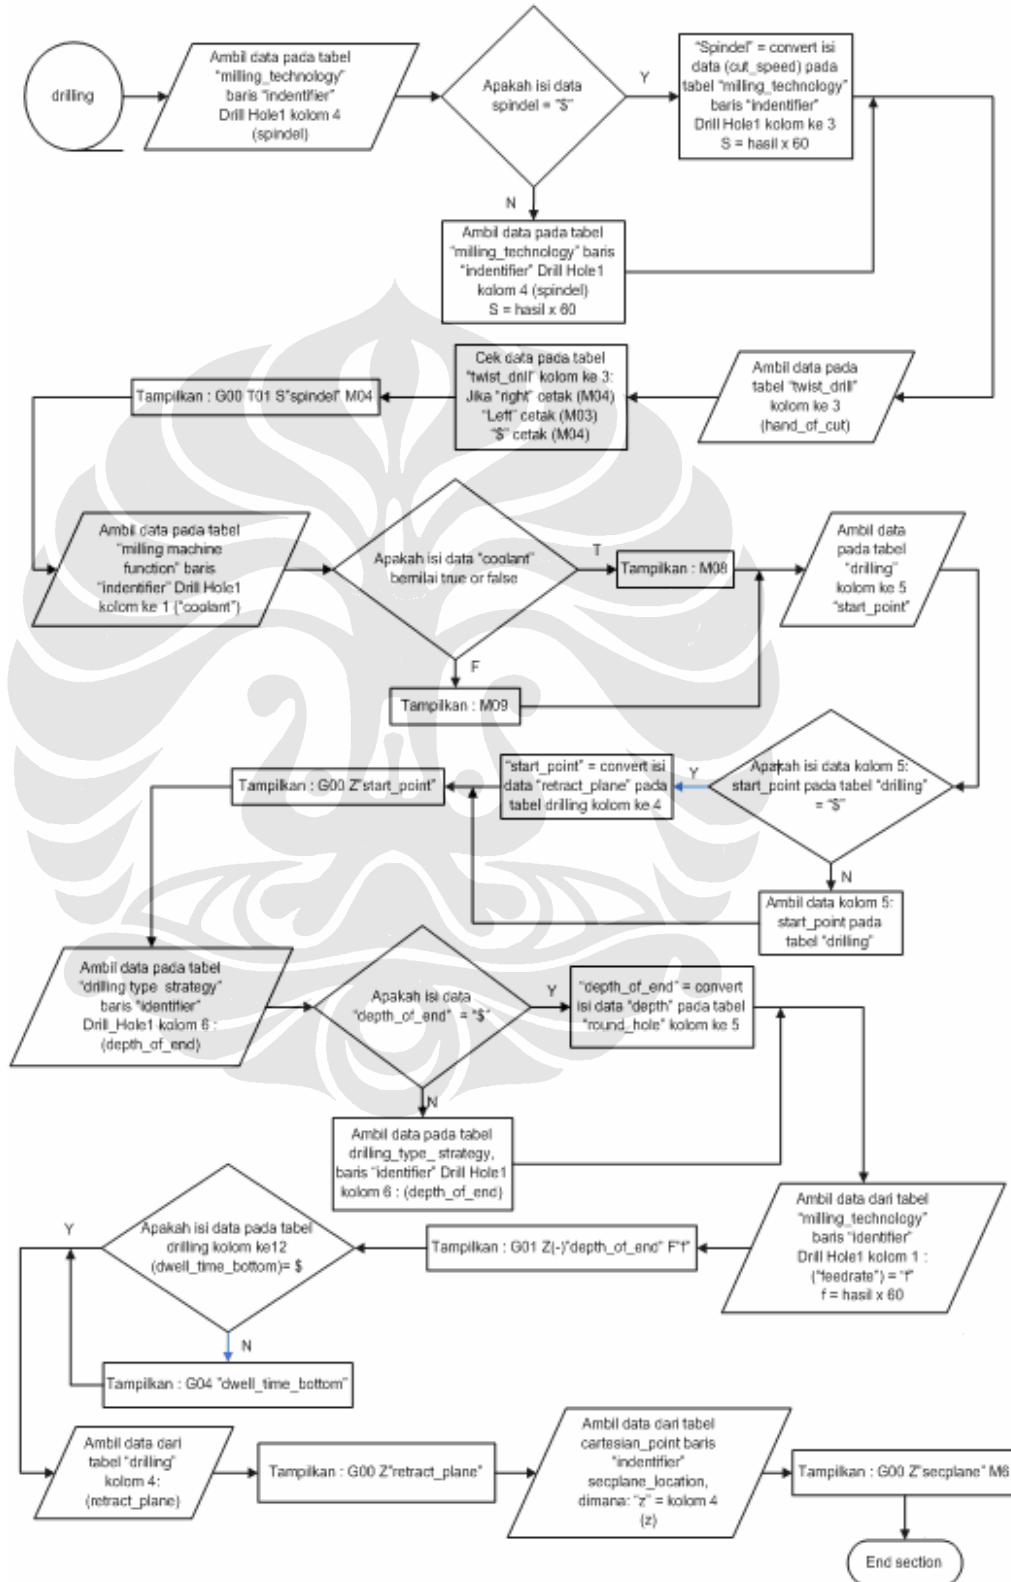 drilling
Ambil data pada tabel
“milling_technology”
baris “indentifier”
Drill Hole1 kolom 4
(spindel)
Apakah isi data
spindel = “$”
Y
“Spindel” = convert isi
data (cut_speed) pada
tabel “milling_technology”
baris “indentifier”
Drill Hole1 kolom ke 3
S = hasil x 60
N
Ambil data pada tabel
“milling_technology” baris
“indentifier” Drill Hole1
kolom 4 (spindel)
S = hasil x 60
Ambil data pada
tabel “twist_drill”
kolom ke 3
(hand_of_cut)
Cek data pada tabel
“twist_drill” kolom ke 3:
Jika “right” cetak (M04)
“Left” cetak (M03)
“$” cetak (M04)
Tampilkan : G00 T01 S”spindel” M04
Ambil data pada tabel
“milling machine
function” baris
“indentifier” Drill Hole1
kolom ke 1 (“coolant”)
Apakah isi data “coolant”
bernilai true or false
T
Tampilkan : M08
F
Tampilkan : M09
Ambil data
pada tabel
“drilling”
kolom ke 5
“start_point”
Apakah isi data kolom 5:
start_point pada tabel “drilling”
= “$”
Y
“start_point” = convert isi
data “retract_plane” pada
tabel drilling kolom ke 4
Tampilkan : G00 Z”start_point”
N
Ambil data kolom 5:
start_point pada
tabel “drilling”
Ambil data pada tabel
“drilling type strategy”
baris “identifier”
Drill_Hole1 kolom 6 :
(depth_of_end)
Apakah isi data
“depth_of_end” = “$”
Y
“depth_of_end” = convert
isi data “depth” pada tabel
“round_hole” kolom ke 5
N
Ambil data pada tabel
drilling_type_ strategy,
baris “identifier” Drill Hole1
kolom 6 : (depth_of_end)
Ambil data dari tabel
“milling_technology”
baris “identifier”
Drill Hole1 kolom 1 :
(“feedrate”) = “f”
f = hasil x 60
Tampilkan : G01 Z(-)”depth_of_end” F”f”
Apakah isi data pada tabel
drilling kolom ke12
(dwell_time_bottom)= $
Y
N
Tampilkan : G04 ”dwell_time_bottom”
Ambil data dari
tabel “drilling”
kolom 4:
(retract_plane)
Tampilkan : G00 Z”retract_plane”
Ambil data dari tabel
cartesian_point baris
“indentifier”
secplane_location,
dimana: “z” = kolom 4
(z)
Tampilkan : G00 Z”secplane” M6
End section